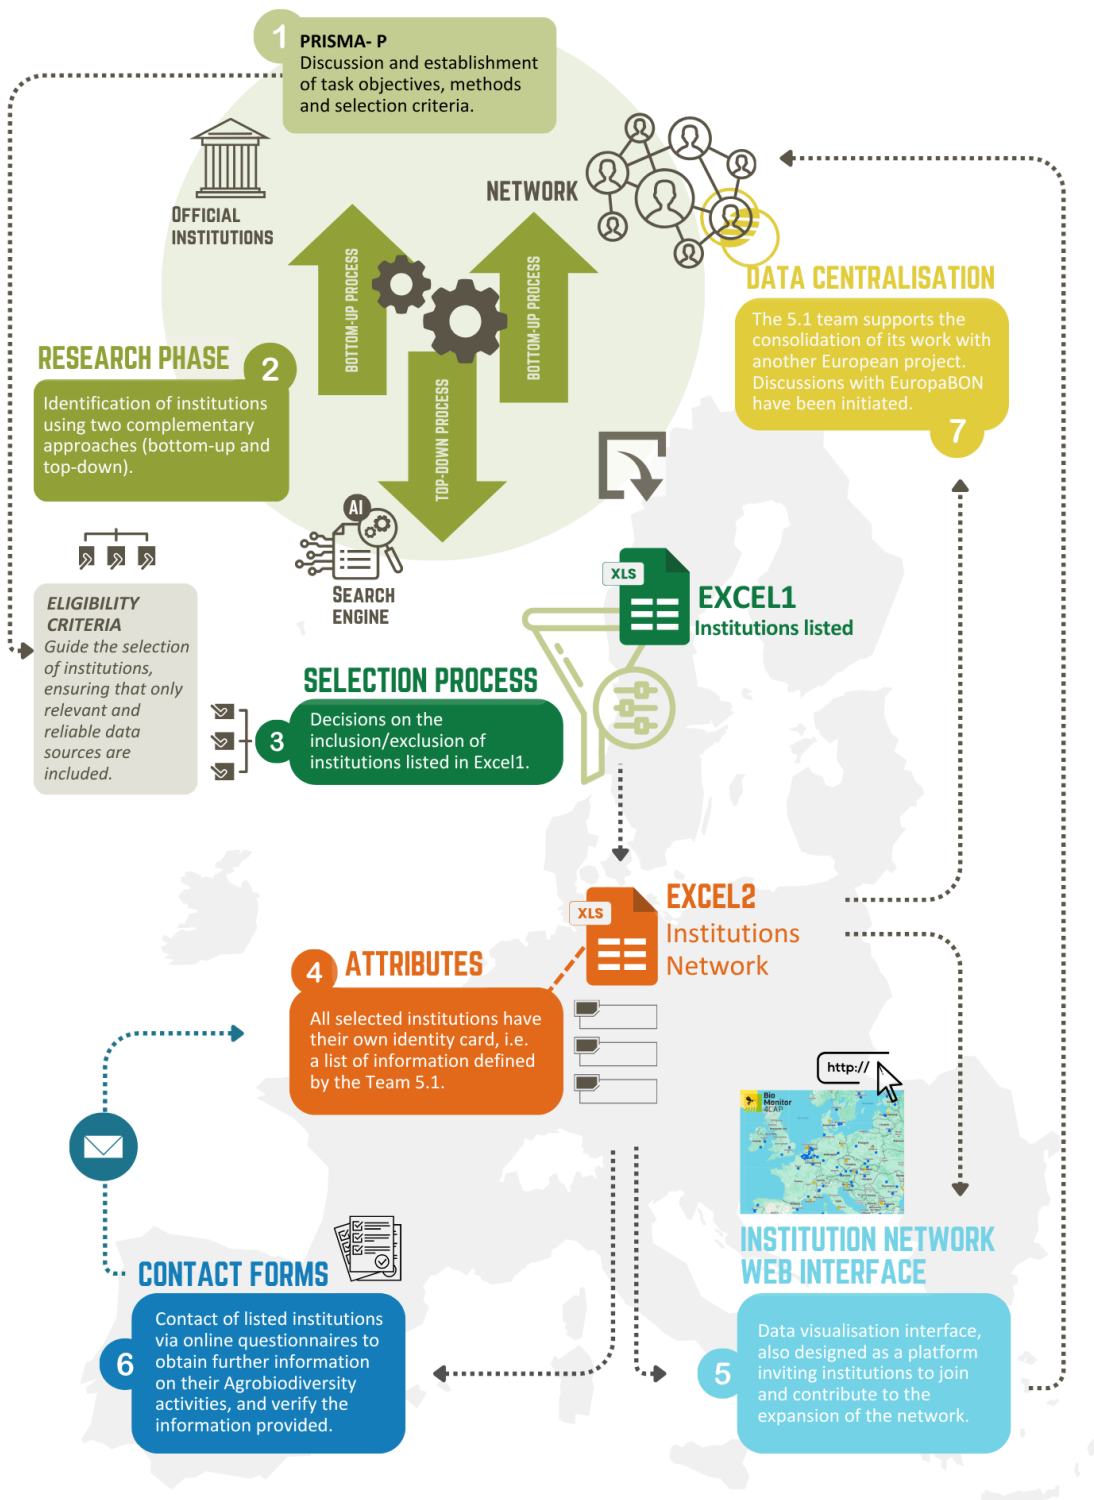 1
PRISMA- P
Discussion and establishment
of task objectives, methods
and selection criteria.
OFFICIAL
INSTITUTIONS
NETWORK
BOTTOM-UP PROCESS
BOTTOM-UP PROCESS
TOP-DOWN PROCESS
RESEARCH PHASE
2
Identification of institutions
using two complementary
approaches (bottom-up and
top-down).
DATA CENTRALISATION
The 5.1 team supports the
consolidation of its work with
another European project.
Discussions with EuropaBON
have been initiated.
7
AI
SEARCH
ENGINE
ELIGIBILITY
CRITERIA
Guide the selection
of institutions,
ensuring that only
relevant and
reliable data
sources are
included.
XLS
EXCEL1
Institutions listed
SELECTION PROCESS
3
Decisions on the
inclusion/exclusion of
institutions listed in Excel1.
XLS
EXCEL2
Institutions
Network
4
ATTRIBUTES
All selected institutions have
their own identity card, i.e.
a list of information defined
by the Team 5.1.
http://
Bio
Monitor
4CAP
INSTITUTION NETWORK
WEB INTERFACE
5
Data visualisation interface,
also designed as a platform
inviting institutions to join
and contribute to the
expansion of the network.
CONTACT FORMS
6
Contact of listed institutions
via online questionnaires to
obtain further information
on their Agrobiodiversity
activities, and verify the
information provided.